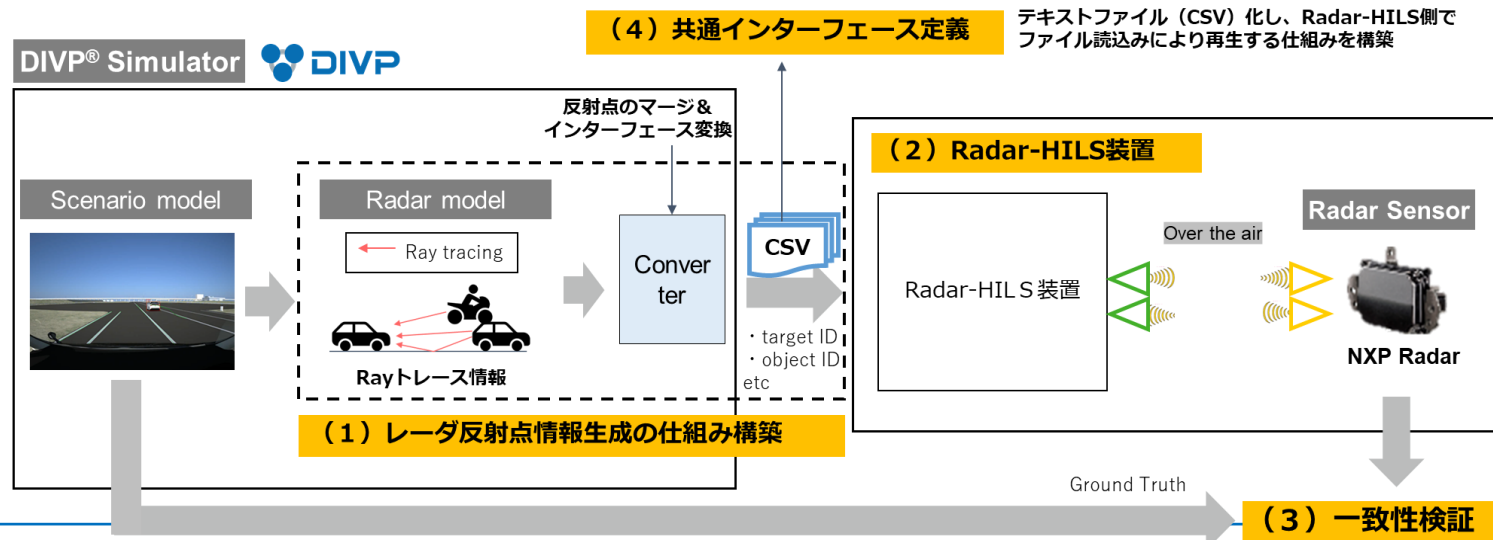 (4)共通インターフェース定義
テキストファイル(CSV)化し、Radar-HILS側で
ファイル読込みにより再生する仕組みを構築
DIVP® Simulator
DIVP
反射点のマージ&
インターフェース変換
(2)Radar-HILS装置
Scenario model
Radar model
Ray tracing
Rayトレース情報
Conver
ter
CSV
・target ID
・object ID
etc
Radar-HILS装置
Over the air
Radar Sensor
NXP Radar
(1)レーダ反射点情報生成の仕組み構築
Ground Truth
(3)一致性検証